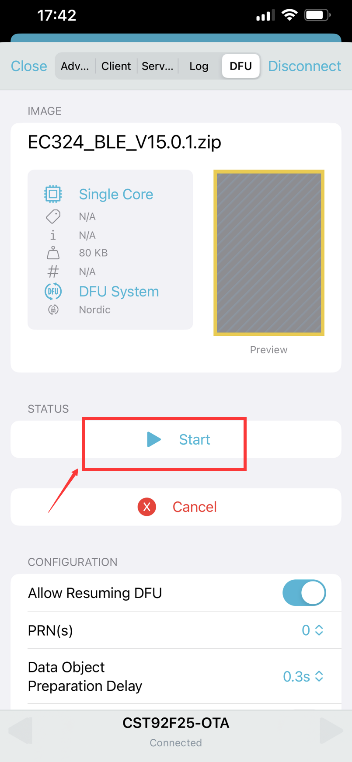 17:42
Close Adv... Client Serv... Log DFU Disconnect
IMAGE
EC324_BLE_V15.0.1.zip
Single Core
N/A
N/A
80 KB
# N/A
DFU DFU System
Nordic
Preview
STATUS
Start
X Cancel
CONFIGURATION
Allow Resuming DFU
PRN(s) 0
Data Object
Preparation Delay 0.3s
CST92F25-OTA
Connected